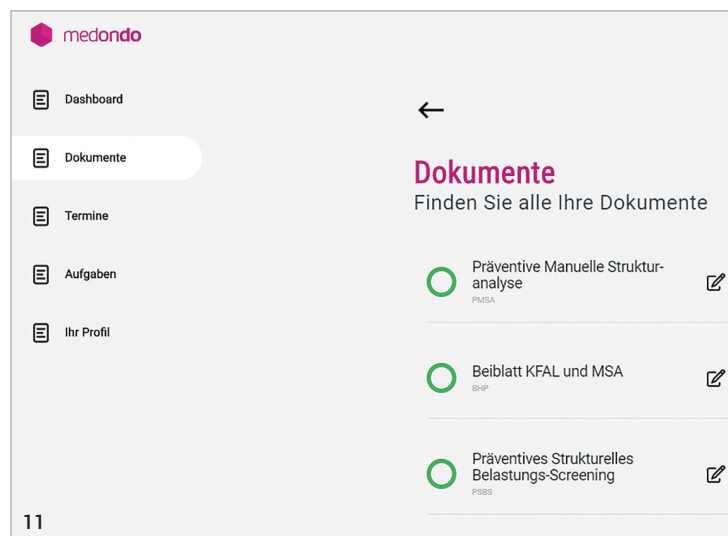 medondo
Dashboard
Dokumente
Termine
Aufgaben
Ihr Profil
Dokumente
Finden Sie alle Ihre Dokumente
Präventive Manuelle Struktur-
analyse
PMSA
Beiblatt KFAL und MSA
BHP
Präventives Strukturelles
Belastungs-Screening
PSBS
11